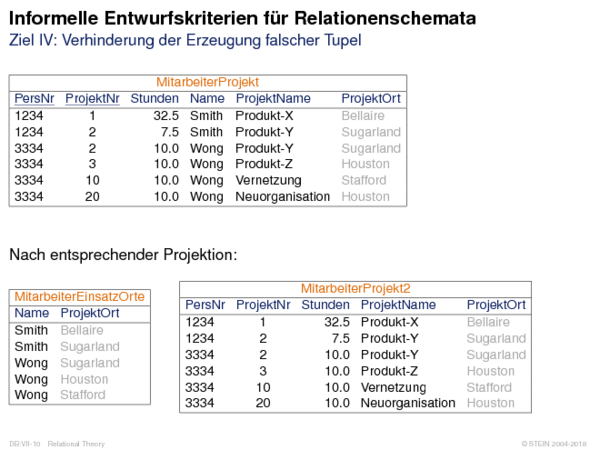 Informelle Entwurfskriterien für Relationenschemata
Ziel IV: Verhinderung der Erzeugung falscher Tupel
MitarbeiterProjekt
PersNr ProjektNr Stunden Name ProjektName ProjektOrt
1234 1 32.5 Smith Produkt-X Bellaire
1234 2 7.5 Smith Produkt-Y Sugarland
3334 2 10.0 Wong Produkt-Y Sugarland
3334 3 10.0 Wong Produkt-Z Houston
3334 10 10.0 Wong Vernetzung Stafford
3334 20 10.0 Wong Neuorganisation Houston
Nach entsprechender Projektion:
MitarbeiterEinsatzOrte
Name ProjektOrt
Smith Bellaire
Smith Sugarland
Wong Sugarland
Wong Houston
Wong Stafford
MitarbeiterProjekt2
PersNr ProjektNr Stunden ProjektName ProjektOrt
1234 1 32.5 Produkt-X Bellaire
1234 2 7.5 Produkt-Y Sugarland
3334 2 10.0 Produkt-Y Sugarland
3334 3 10.0 Produkt-Z Houston
3334 10 10.0 Vernetzung Stafford
3334 20 10.0 Neuorganisation Houston
DB:VII-10 Relational Theory
© STEIN 2004-2018